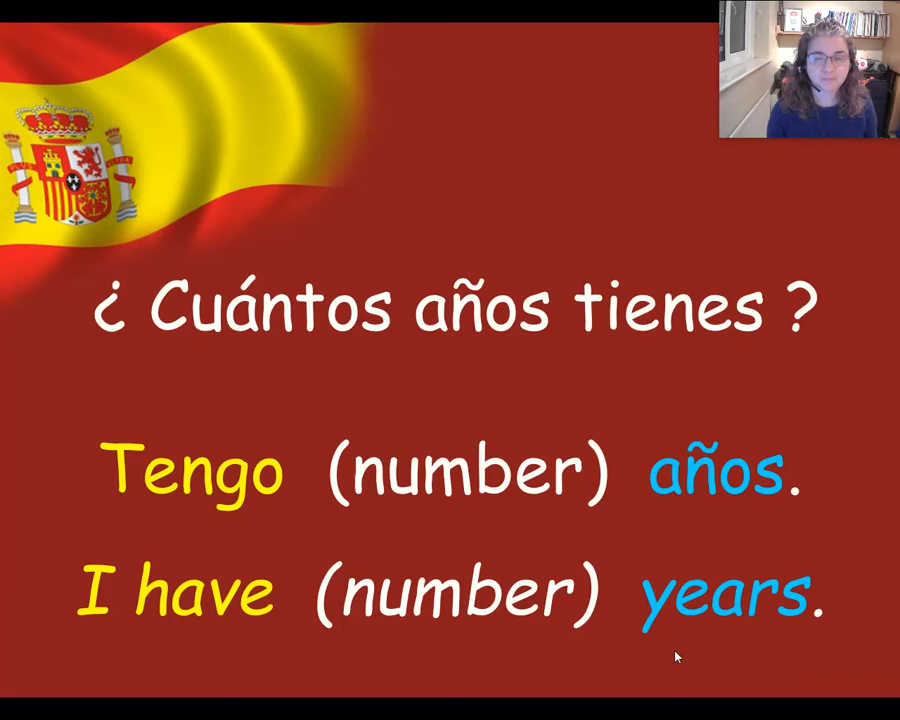 ¿ Cuántos años tienes ?
Tengo (number) años.
I have (number) years.